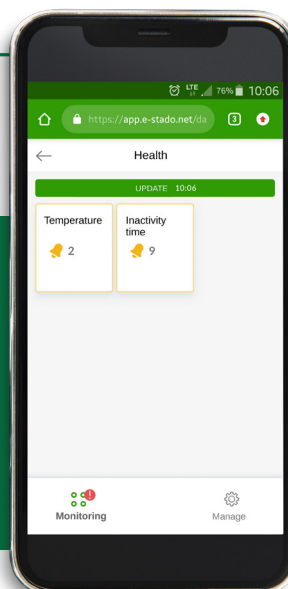 LTE 76% 10:06
https://app.e-stado.net/da 3
Health
UPDATE 10:06
Temperature
2
Inactivity
time
9
!
Monitoring
Manage